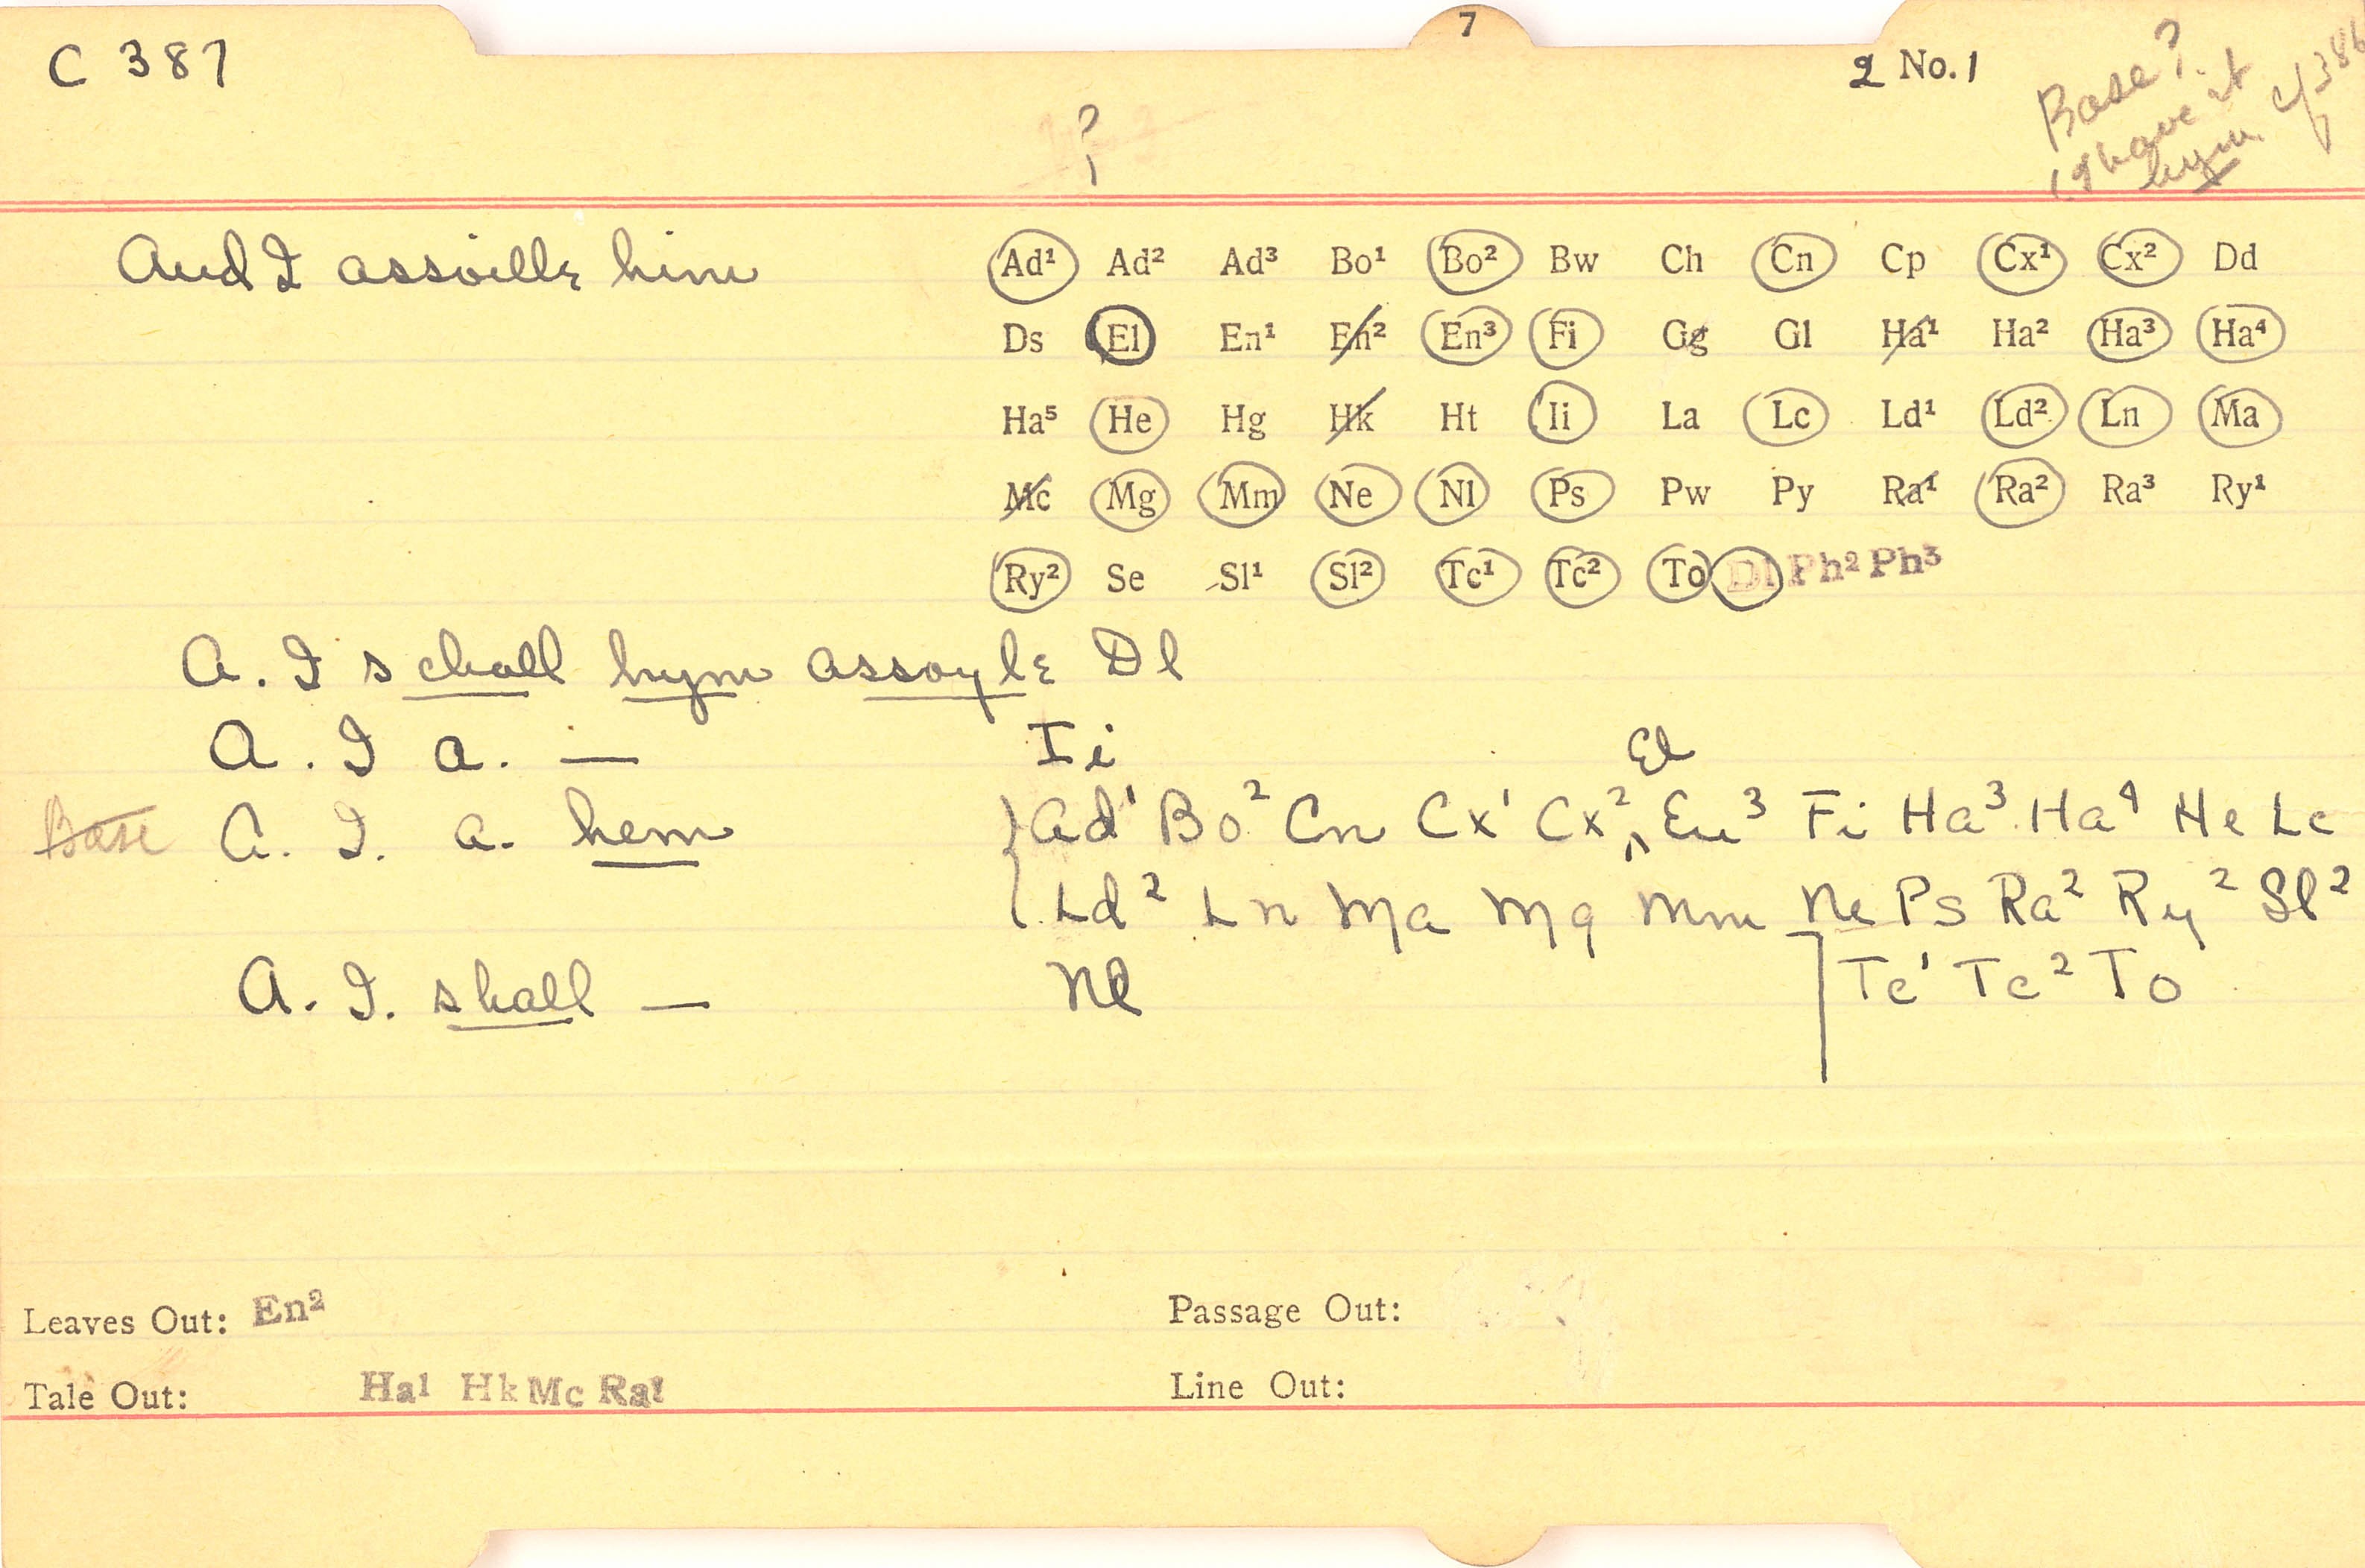 7
C 387
2 No. 1
?
Base?
(I have it
hym. cf 386
And I assoille him
Ad¹ Ad² Ad³ Bo¹ Bo² Bw Ch Cn Cp Cx¹ Cx² Dd
Ds El En¹ En² En³ Fi Gg Gl Ha¹ Ha² Ha³ Ha⁴
Ha⁵ He Hg Hk Ht Ii La Lc Ld¹ Ld² Ln Ma
Mc Mg Mm Ne Nl Ps Pw Py Ra¹ Ra² Ra³ Ry¹
Ry² Se Sl¹ Sl² Tc¹ Tc² To Dl Ph² Ph³
A. I schall hym assoyle Dl
A. I a. — Ii
El
Base A. I. a. hem Ad¹ Bo² Cn Cx¹ Cx² En³ Fi Ha³ Ha⁴ He Lc
Ld² Ln Ma Mg Mm Ne Ps Ra² Ry² Sl²
A. I. shall — Nl Tc¹ Tc² To
Leaves Out: En² Passage Out:
Tale Out: Ha¹ Hk Mc Ra¹ Line Out: